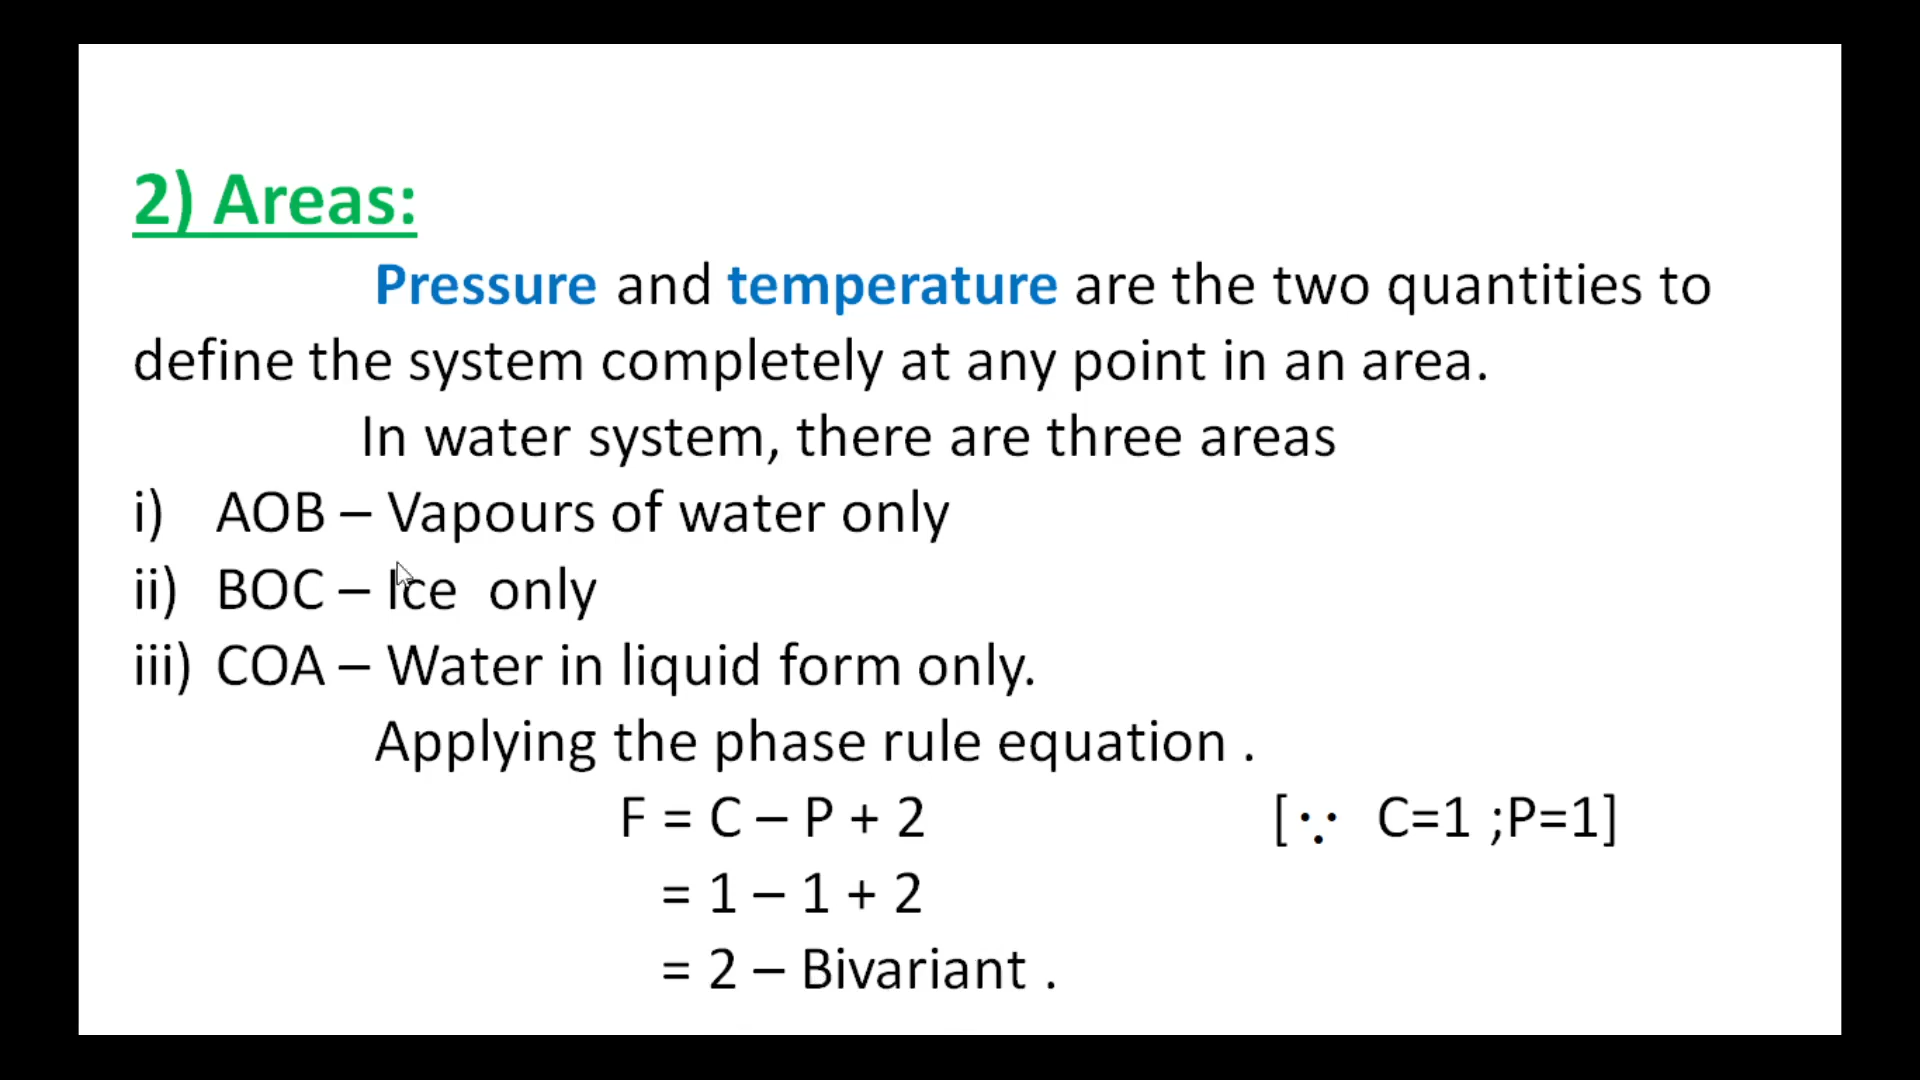 2) Areas:
Pressure and temperature are the two quantities to
define the system completely at any point in an area.
In water system, there are three areas
i) AOB – Vapours of water only
ii) BOC – Ice only
iii) COA – Water in liquid form only.
Applying the phase rule equation .
F = C – P + 2 [∵ C=1 ;P=1]
= 1 – 1 + 2
= 2 – Bivariant .